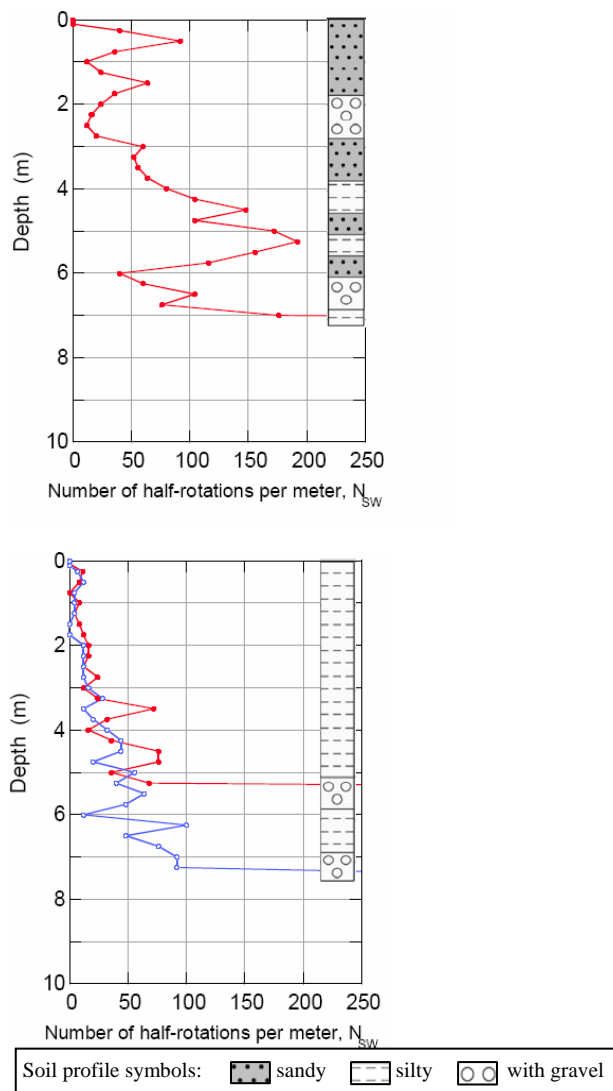 0
2
4
6
8
10
Depth (m)
0 50 100 150 200 250
Number of half-rotations per meter, NSW
0
2
4
6
8
10
Depth (m)
0 50 100 150 200 250
Number of half-rotations per meter, NSW
Soil profile symbols: sandy silty with gravel